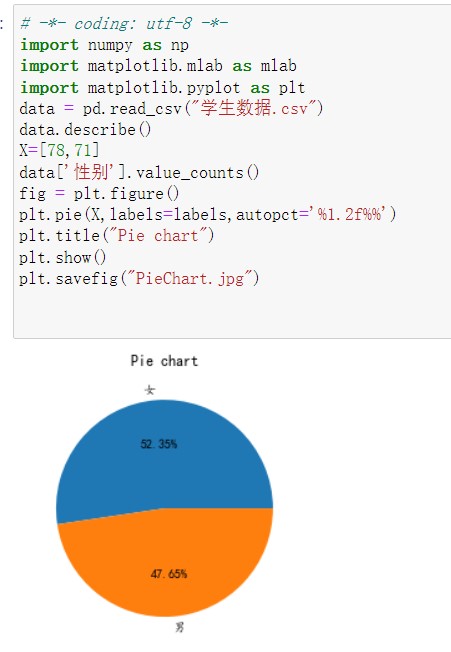 :
# -*- coding: utf-8 -*-
import numpy as np
import matplotlib.mlab as mlab
import matplotlib.pyplot as plt
data = pd.read_csv("学生数据.csv")
data.describe()
X=[78,71]
data['性别'].value_counts()
fig = plt.figure()
plt.pie(X,labels=labels,autopct='%1.2f%%')
plt.title("Pie chart")
plt.show()
plt.savefig("PieChart.jpg")
Pie chart
女
52.35%
47.65%
男